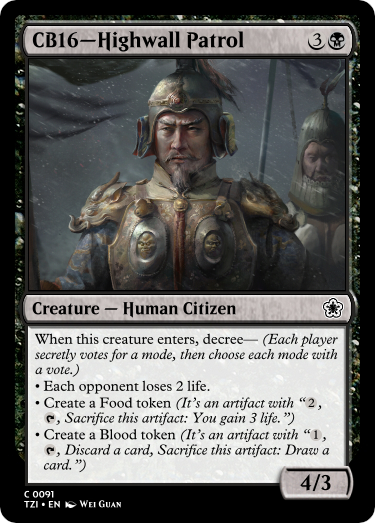 CB16—Highwall Patrol 3
Creature — Human Citizen
When this creature enters, decree— (Each player
secretly votes for a mode, then choose each mode with
a vote.)
• Each opponent loses 2 life.
• Create a Food token (It's an artifact with “2,
, Sacrifice this artifact: You gain 3 life.”)
• Create a Blood token (It's an artifact with “1,
, Discard a card, Sacrifice this artifact: Draw a
card.”)
4/3
C 0091
TZI • EN Wei Guan